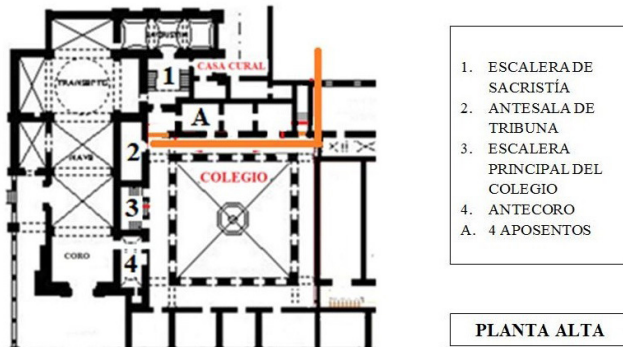 SACRISTIA
CASA CURAL
TRANSEPTO
1
A
2
NAVE
COLEGIO
3
4
CORO
1. ESCALERA DE
SACRISTÍA
2. ANTESALA DE
TRIBUNA
3. ESCALERA
PRINCIPAL DEL
COLEGIO
4. ANTECORO
A. 4 APOSENTOS
PLANTA ALTA